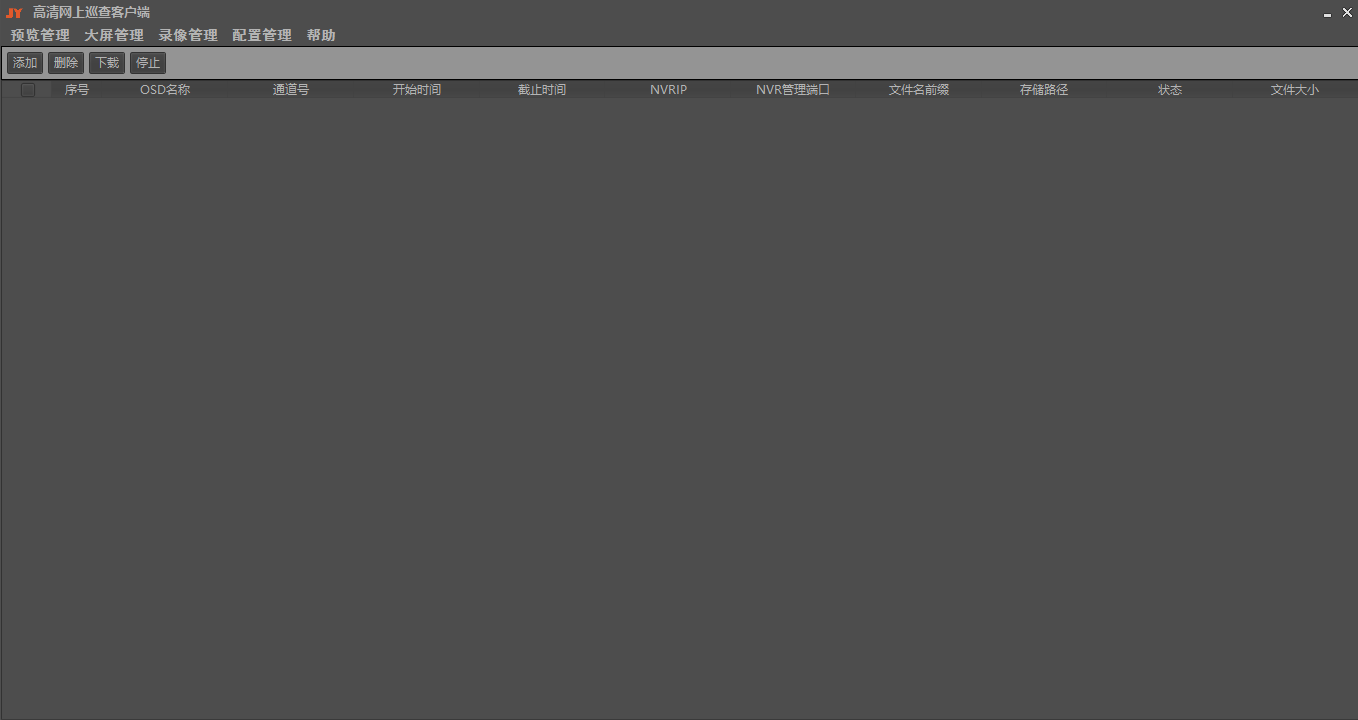 JY 高清网上巡查客户端
预览管理 大屏管理 录像管理 配置管理 帮助
添加 删除 下载 停止
序号 OSD名称 通道号 开始时间 截止时间 NVRIP NVR管理端口 文件名前缀 存储路径 状态 文件大小